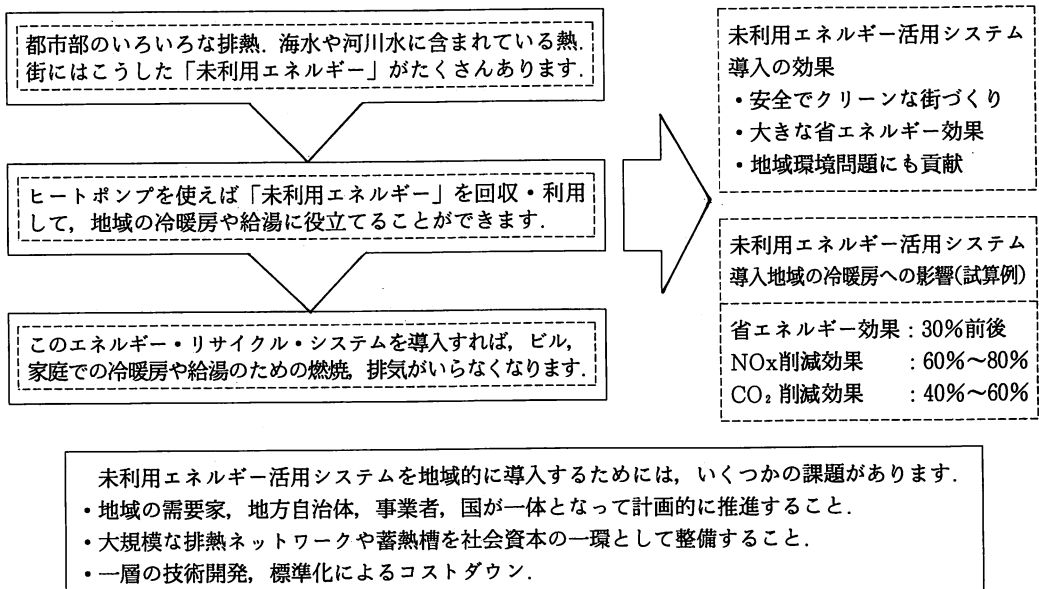 都市部のいろいろな排熱．海水や河川水に含まれている熱．
街にはこうした「未利用エネルギー」がたくさんあります．
ヒートポンプを使えば「未利用エネルギー」を回収・利用
して，地域の冷暖房や給湯に役立てることができます．
このエネルギー・リサイクル・システムを導入すれば，ビル，
家庭での冷暖房や給湯のための燃焼，排気がいらなくなります．
未利用エネルギー活用システム
導入の効果
・安全でクリーンな街づくり
・大きな省エネルギー効果
・地域環境問題にも貢献
未利用エネルギー活用システム
導入地域の冷暖房への影響(試算例)
省エネルギー効果：30%前後
NOx削減効果　：60%〜80%
CO₂ 削減効果　：40%〜60%
未利用エネルギー活用システムを地域的に導入するためには，いくつかの課題があります．
・地域の需要家，地方自治体，事業者，国が一体となって計画的に推進すること．
・大規模な排熱ネットワークや蓄熱槽を社会資本の一環として整備すること．
・一層の技術開発，標準化によるコストダウン．